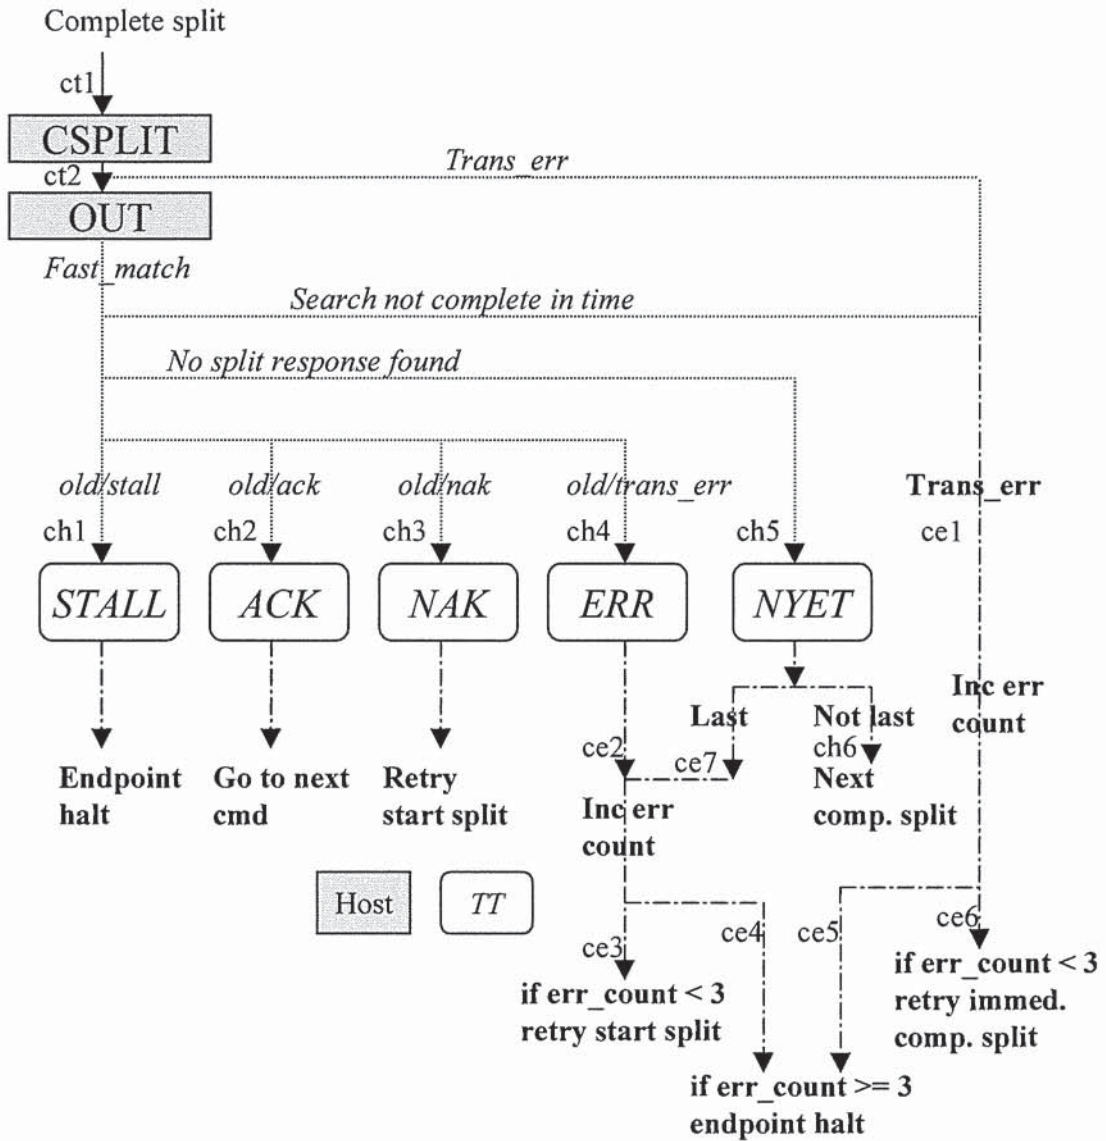 Complete split
ct1
CSPLIT
ct2
Trans_err
OUT
Fast_match
Search not complete in time
No split response found
old/stall
old/ack
old/nak
old/trans_err
Trans_err
ch1
ch2
ch3
ch4
ch5
ce1
STALL
ACK
NAK
ERR
NYET
Inc err
count
Last
Not last
ce2
ce7
ch6
Endpoint
halt
Go to next
cmd
Retry
start split
Inc err
count
Next
comp. split
Host
TT
ce3
ce4
ce5
ce6
if err_count < 3
retry start split
if err_count < 3
retry immed.
comp. split
if err_count >= 3
endpoint halt